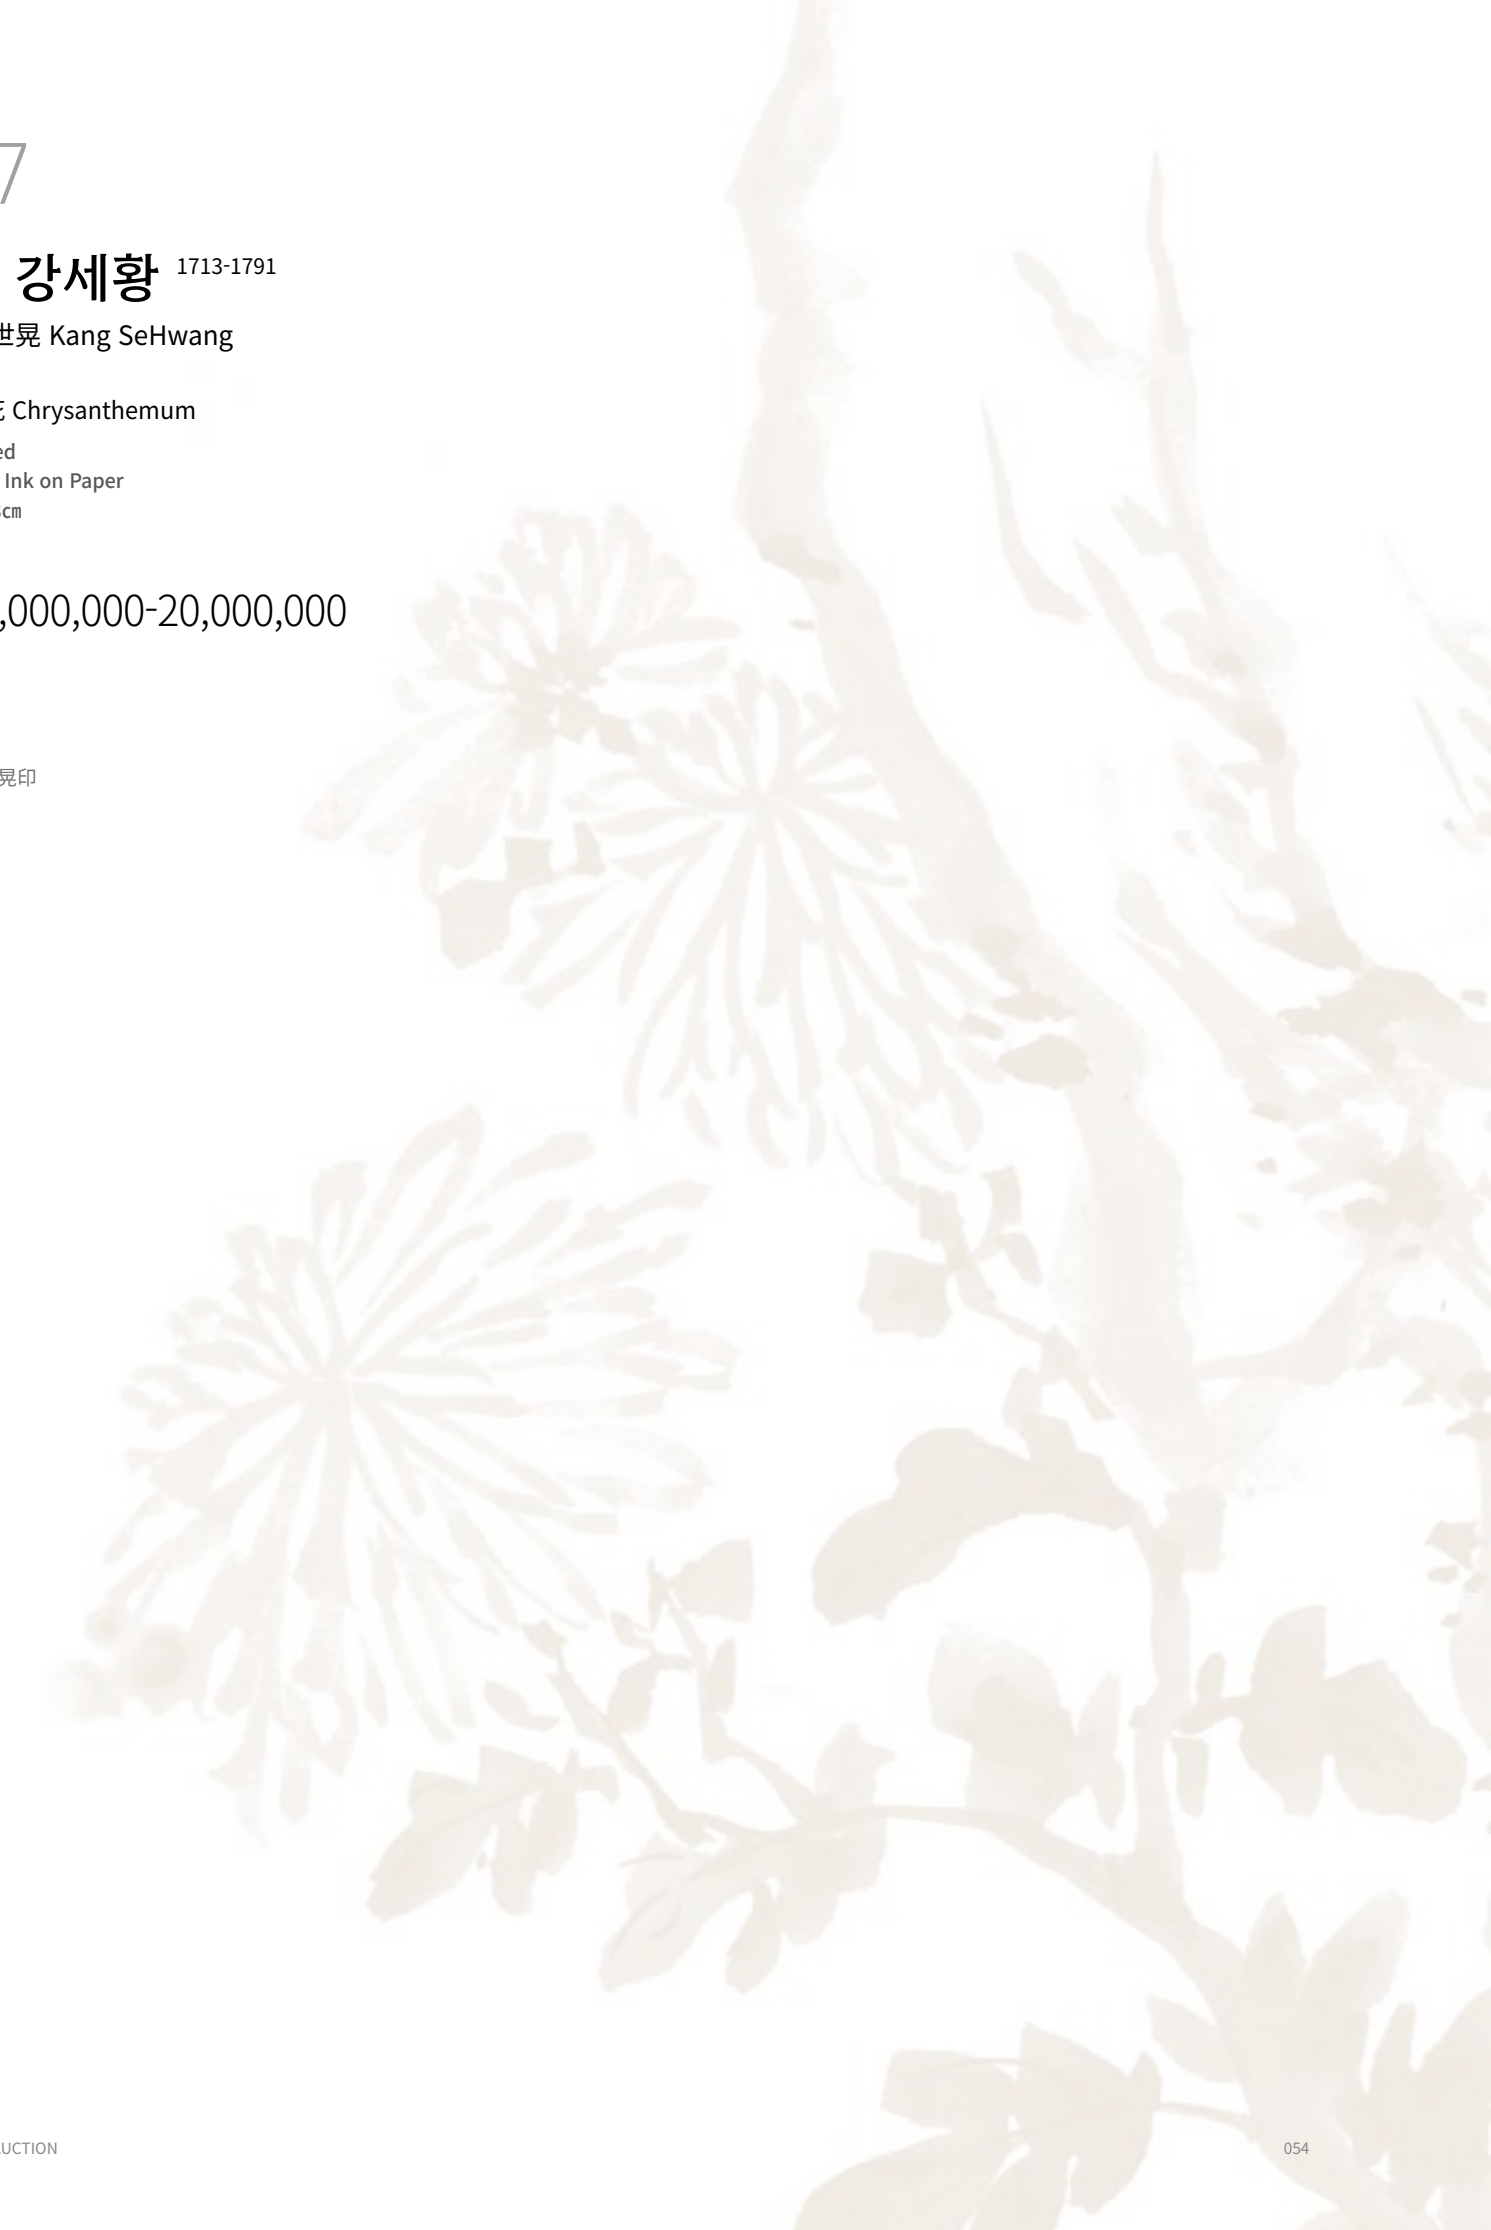 7
강세황 1713-1791
世晃 Kang SeHwang
Chrysanthemum
ed
Ink on Paper
cm
,000,000-20,000,000
晃印
UCTION
054